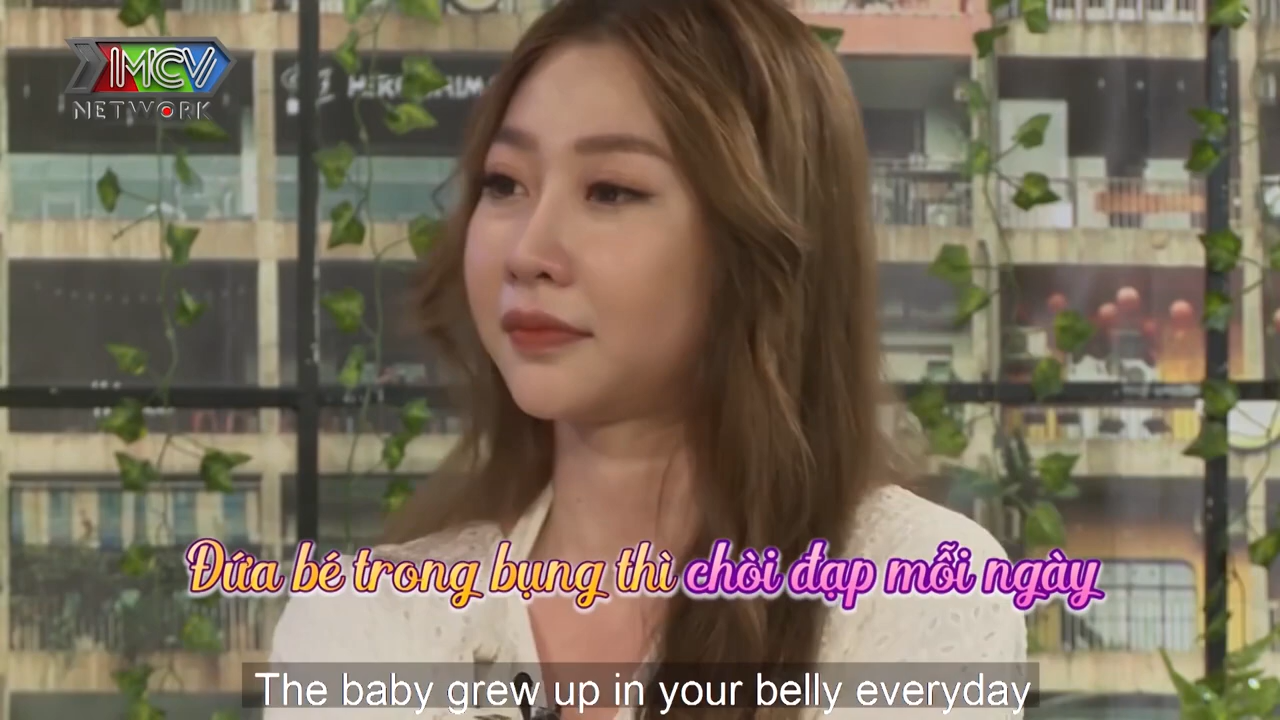 MCV
NETWORK
Đứa bé trong bụng thì chòi đạp mỗi ngày
The baby grew up in your belly everyday